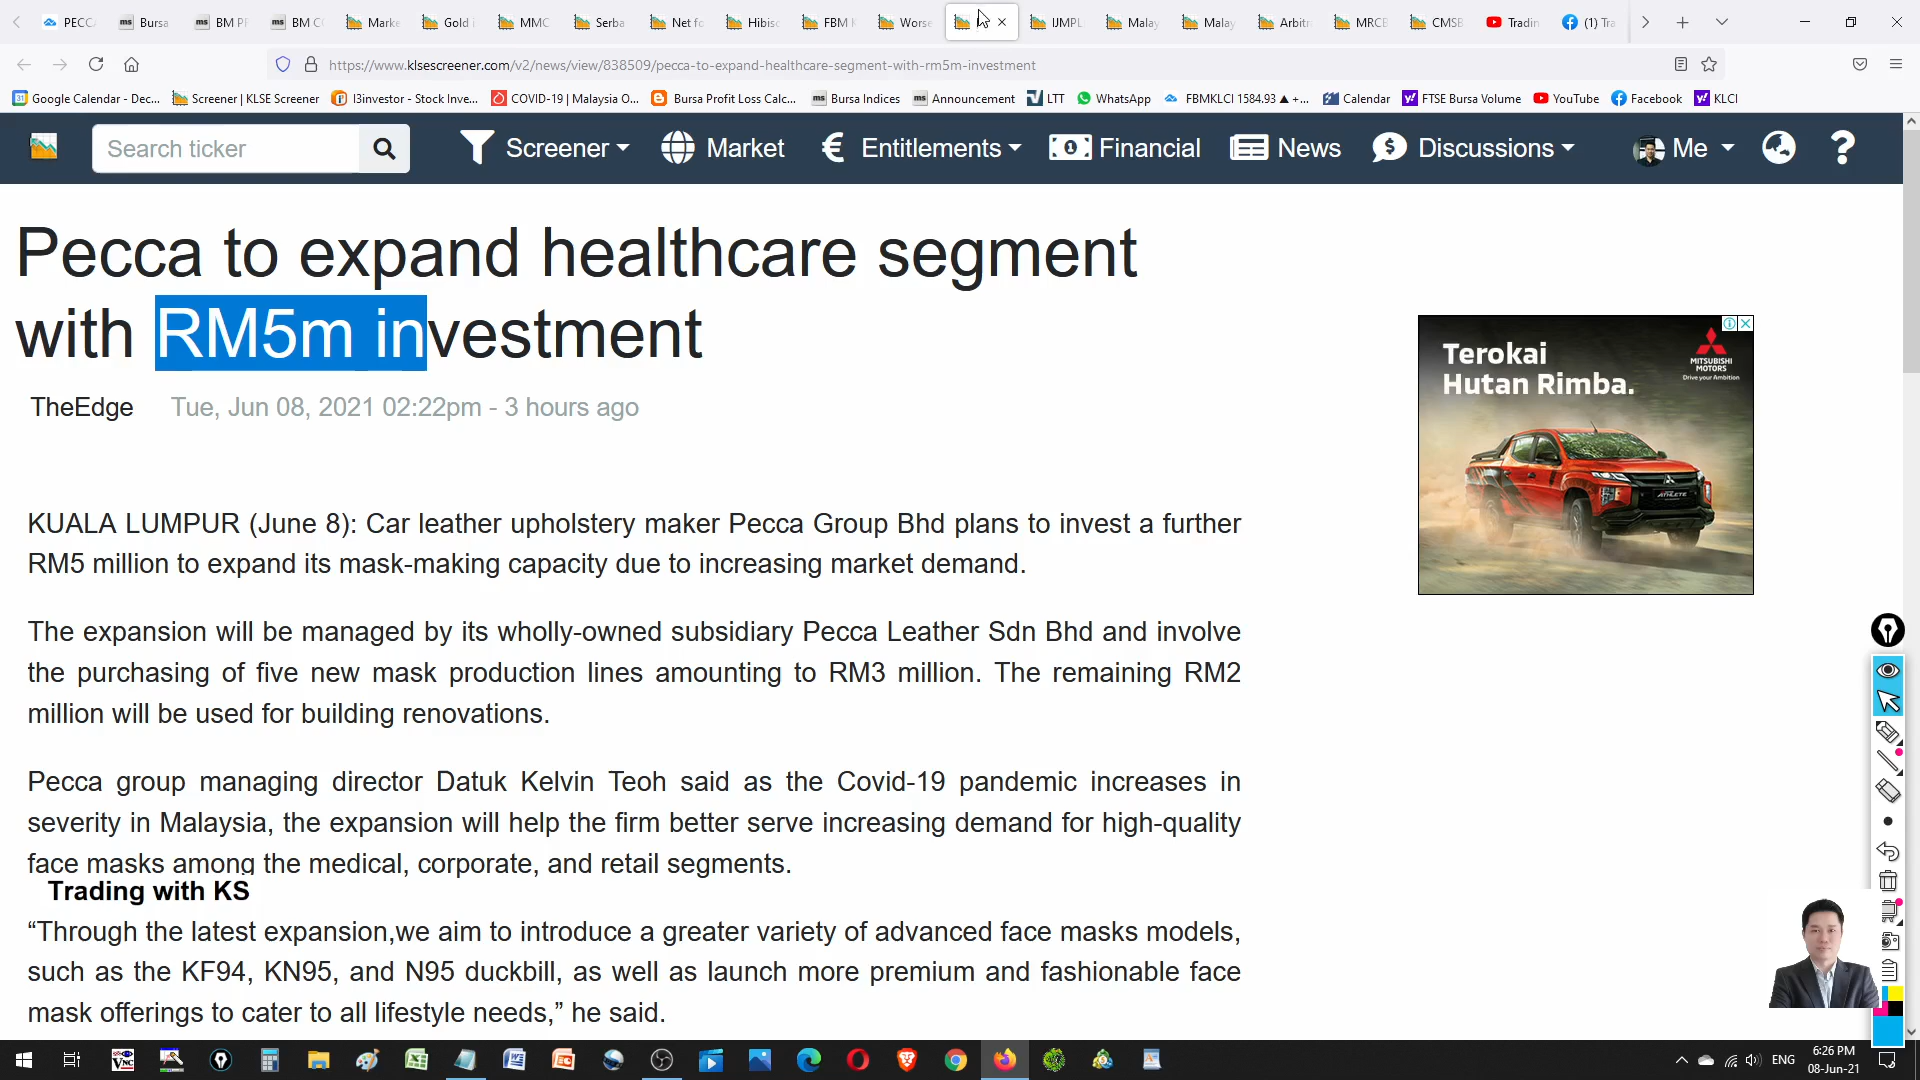 PECCA
Bursa
BM PF
BM C
Marke
Gold i
MMC
Serba
Net fo
Hibisc
FBM K
Worse
IJMPL
Malay
Malay
Arbitr
MRCB
CMSB
Tradin
(1) Tra
https://www.klsescreener.com/v2/news/view/838509/pecca-to-expand-healthcare-segment-with-rm5m-investment
Google Calendar - Dec...
Screener | KLSE Screener
I3investor - Stock Inve...
COVID-19 | Malaysia O...
Bursa Profit Loss Calc...
ms Bursa Indices
ms Announcement
LTT
WhatsApp
FBMKLCI 1584.93 ▲ +...
Calendar
FTSE Bursa Volume
YouTube
Facebook
KLCI
Search ticker
Screener
Market
Entitlements
Financial
News
Discussions
Me
Pecca to expand healthcare segment
with RM5m investment
TheEdge Tue, Jun 08, 2021 02:22pm - 3 hours ago
Terokai
Hutan Rimba.
MITSUBISHI
MOTORS
Drive your Ambition
ATHLETE
KUALA LUMPUR (June 8): Car leather upholstery maker Pecca Group Bhd plans to invest a further
RM5 million to expand its mask-making capacity due to increasing market demand.
The expansion will be managed by its wholly-owned subsidiary Pecca Leather Sdn Bhd and involve
the purchasing of five new mask production lines amounting to RM3 million. The remaining RM2
million will be used for building renovations.
Pecca group managing director Datuk Kelvin Teoh said as the Covid-19 pandemic increases in
severity in Malaysia, the expansion will help the firm better serve increasing demand for high-quality
face masks among the medical, corporate, and retail segments.
Trading with KS
“Through the latest expansion,we aim to introduce a greater variety of advanced face masks models,
such as the KF94, KN95, and N95 duckbill, as well as launch more premium and fashionable face
mask offerings to cater to all lifestyle needs,” he said.
ENG
6:26 PM
08-Jun-21